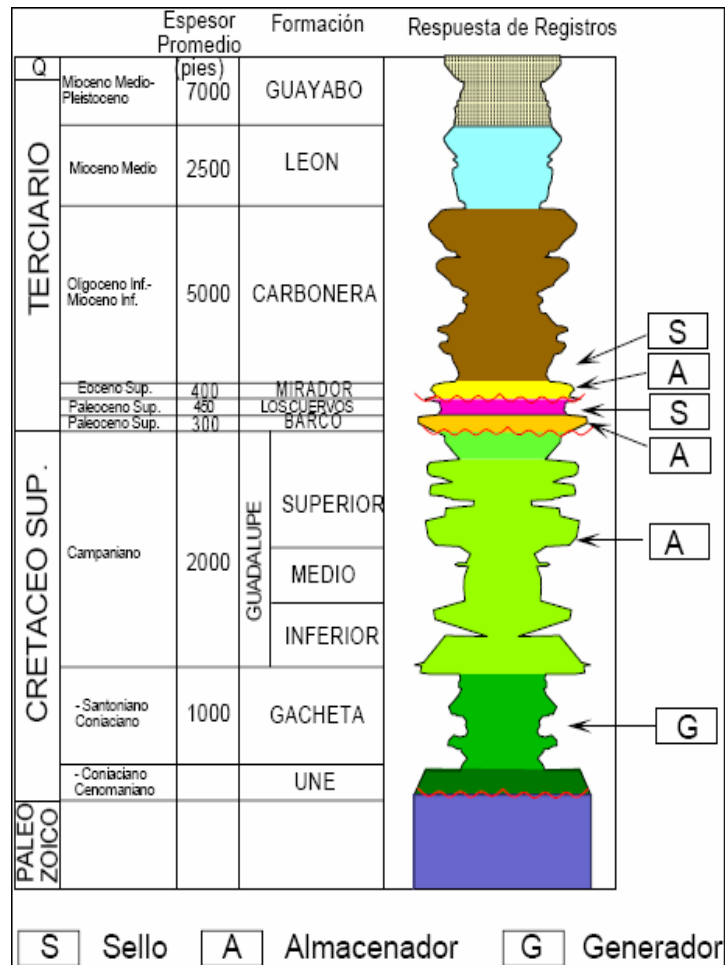 Espesor Promedio (pies)
Formación
Respuesta de Registros
Q
TERCIARIO
Mioceno Medio-
Pleistoceno
7000
GUAYABO
Mioceno Medio
2500
LEON
Oligoceno Inf.-
Mioceno Inf.
5000
CARBONERA
S
Eoceno Sup.
400
MIRADOR
A
Paleoceno Sup.
450
LOS CUERVOS
S
Paleoceno Sup.
300
BARCO
A
CRETACEO SUP.
Campaniano
2000
GUADALUPE
SUPERIOR
A
MEDIO
INFERIOR
- Santoniano
Coniaciano
1000
GACHETA
G
- Coniaciano
Cenomaniano
UNE
PALEO
ZOICO
S Sello
A Almacenador
G Generador